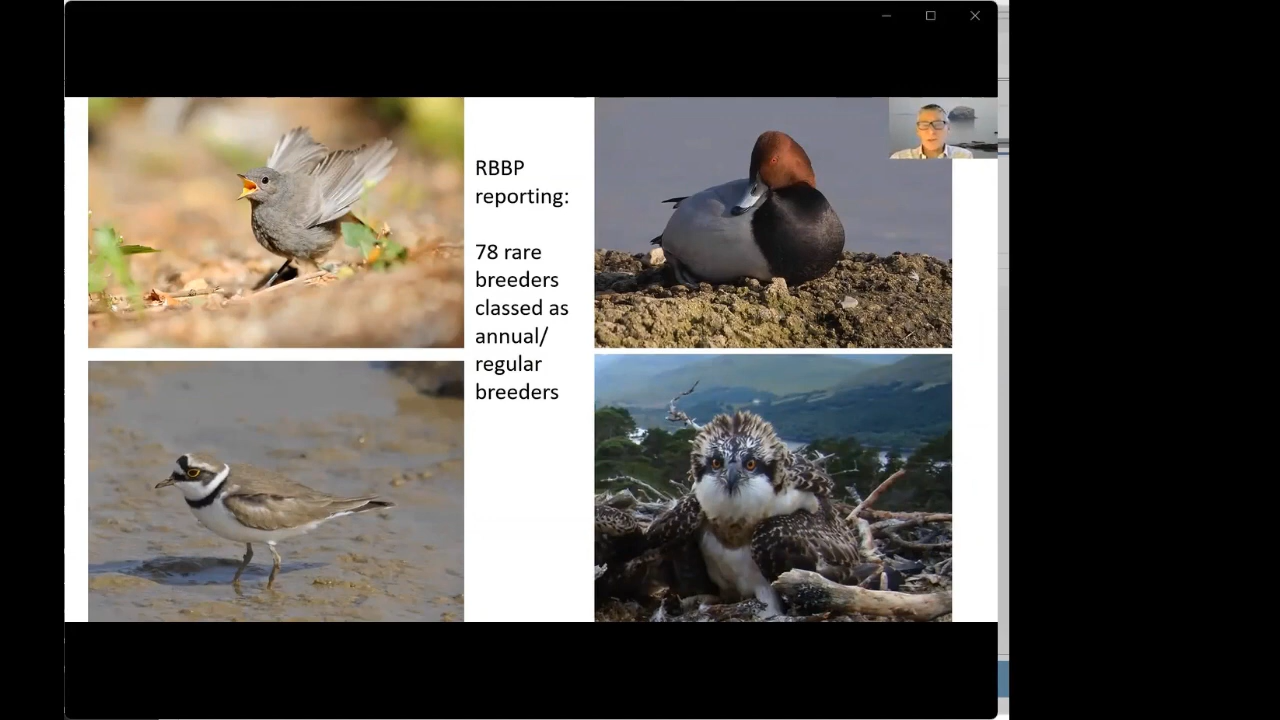 RBBP
reporting:
78 rare
breeders
classed as
annual/
regular
breeders